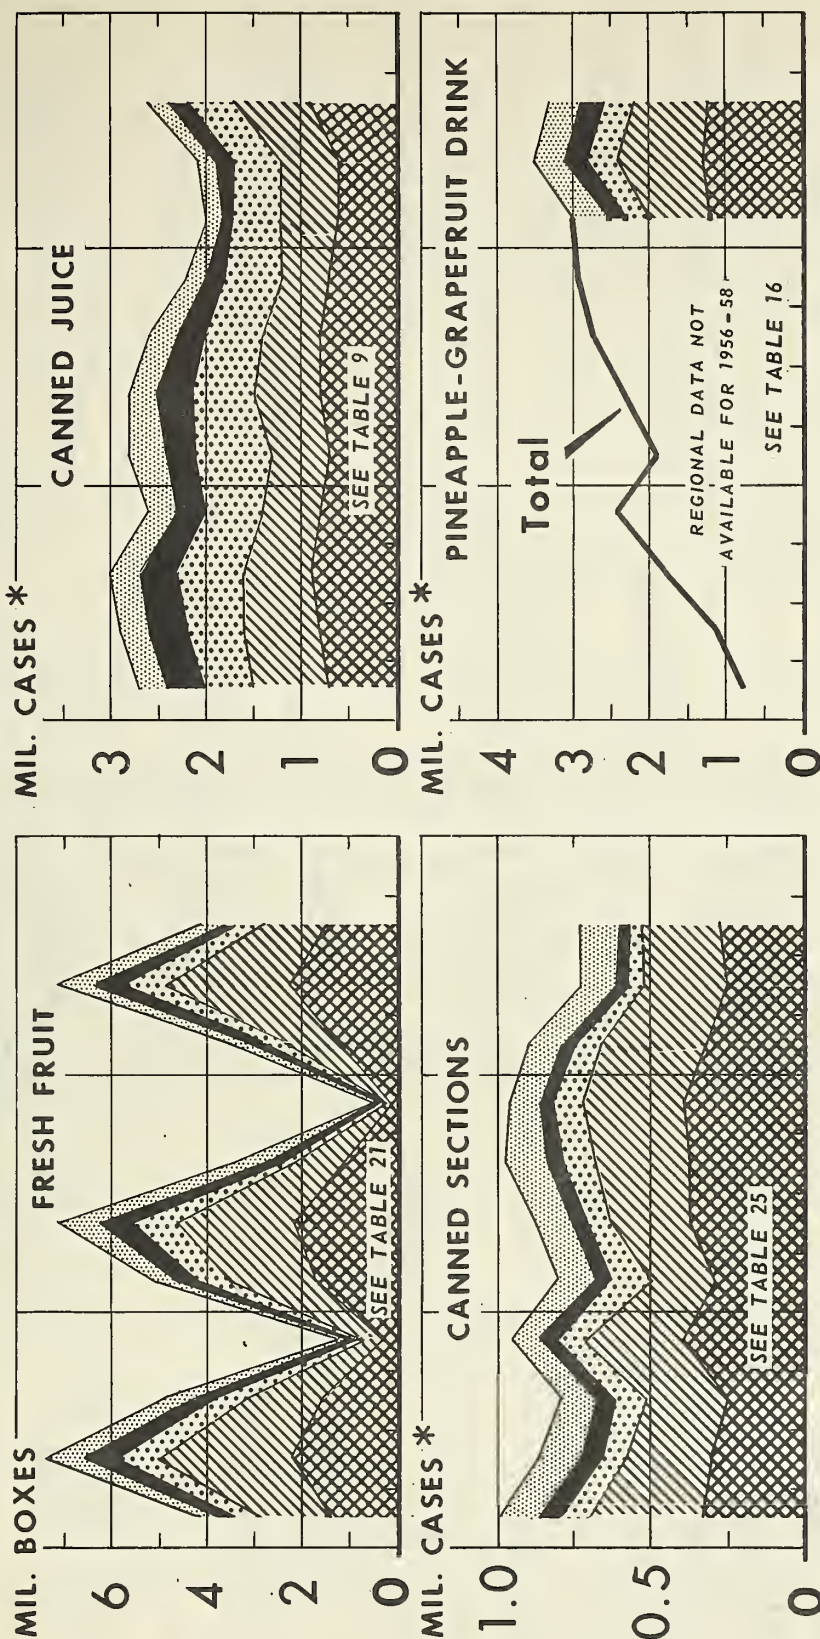 MIL. BOXES
FRESH FRUIT
6
4
2
0
SEE TABLE 21
MIL. CASES *
CANNED JUICE
3
2
1
0
SEE TABLE 9
MIL. CASES *
CANNED SECTIONS
1.0
0.5
0
SEE TABLE 25
MIL. CASES *
PINEAPPLE-GRAPEFRUIT DRINK
4
3
2
1
0
Total
REGIONAL DATA NOT
AVAILABLE FOR 1956-58
SEE TABLE 16